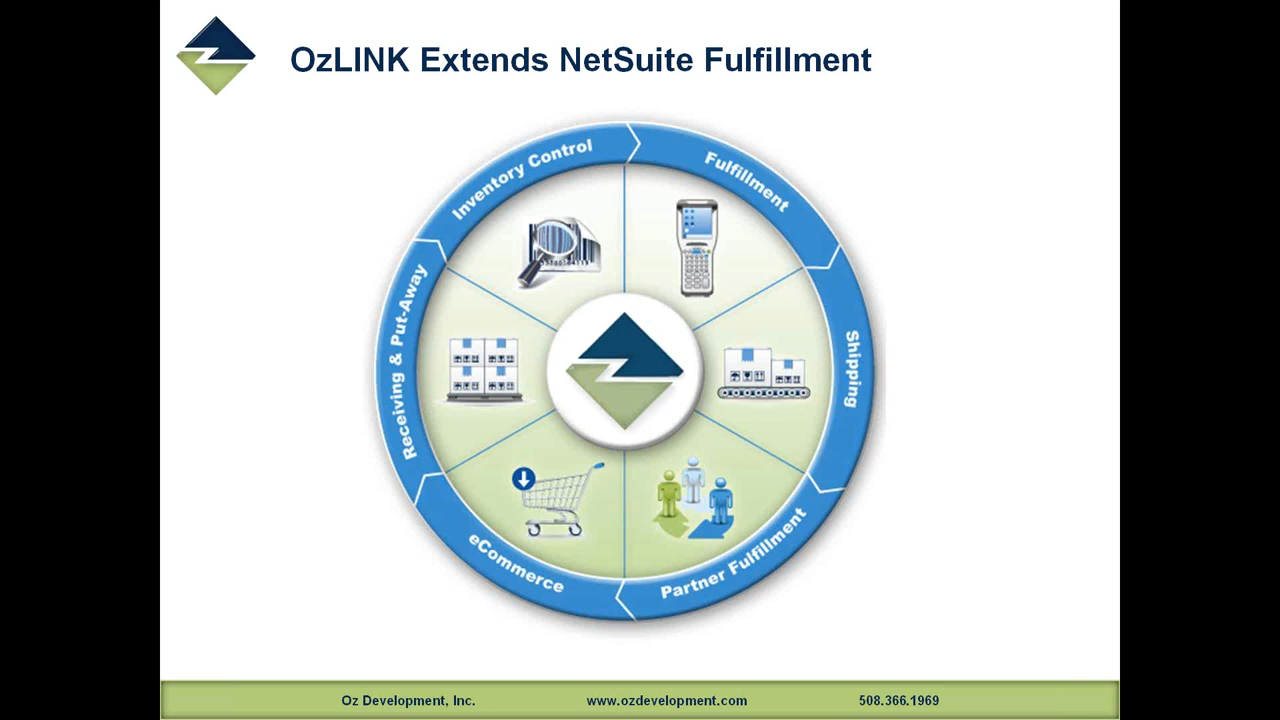 OzLINK Extends NetSuite Fulfillment
Inventory Control
Fulfillment
Shipping
Partner Fulfillment
eCommerce
Receiving & Put-Away
Oz Development, Inc.
www.ozdevelopment.com
508.366.1969